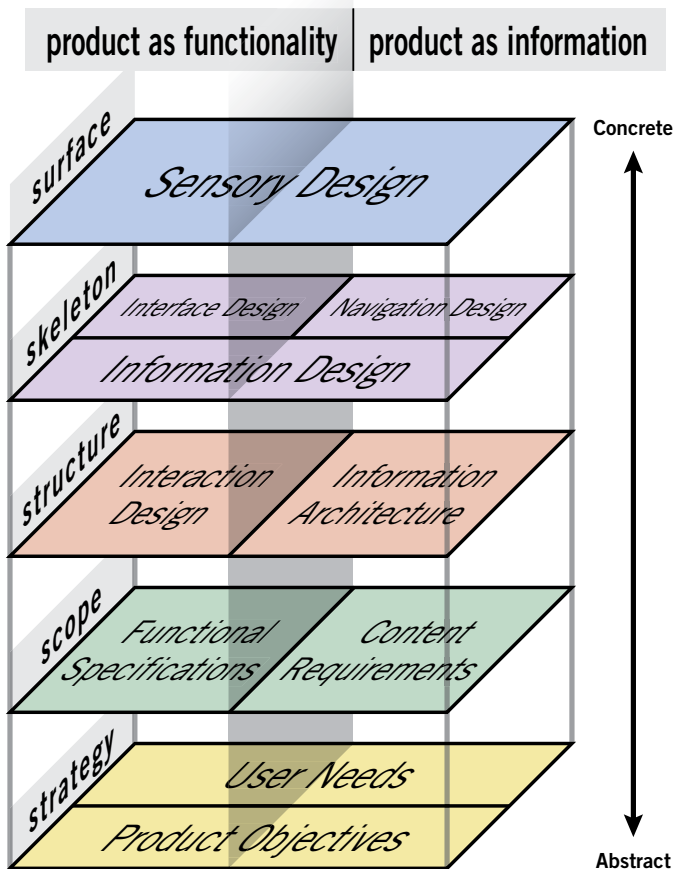 product as functionality
product as information
Concrete
surface
Sensory Design
skeleton
Interface Design
Navigation Design
Information Design
structure
Interaction
Design
Information
Architecture
scope
Functional
Specifications
Content
Requirements
strategy
User Needs
Product Objectives
Abstract